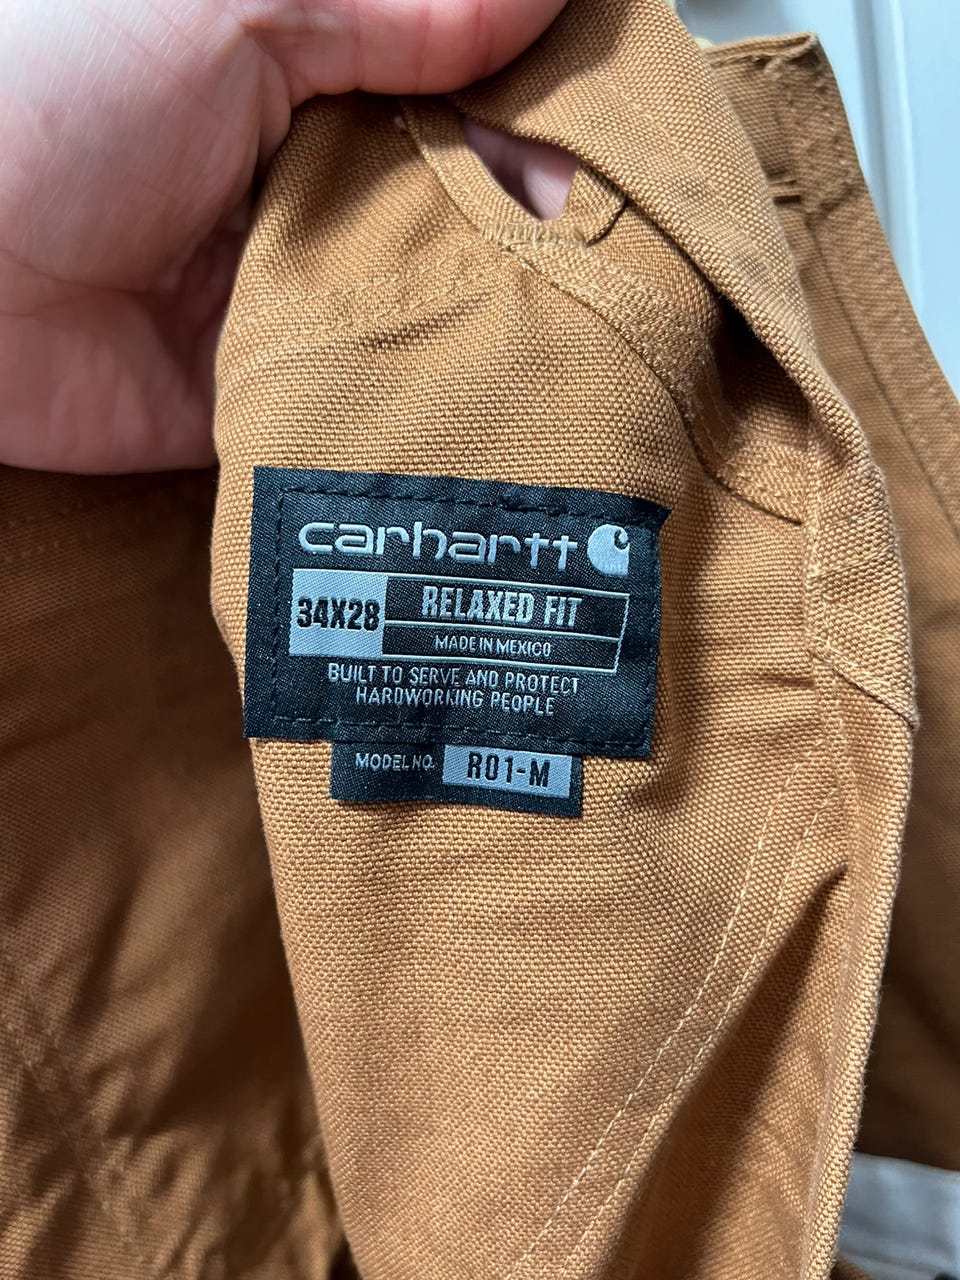 carhartt
34X28
RELAXED FIT
MADE IN MEXICO
BUILT TO SERVE AND PROTECT
HARDWORKING PEOPLE
MODEL NO. R01-M